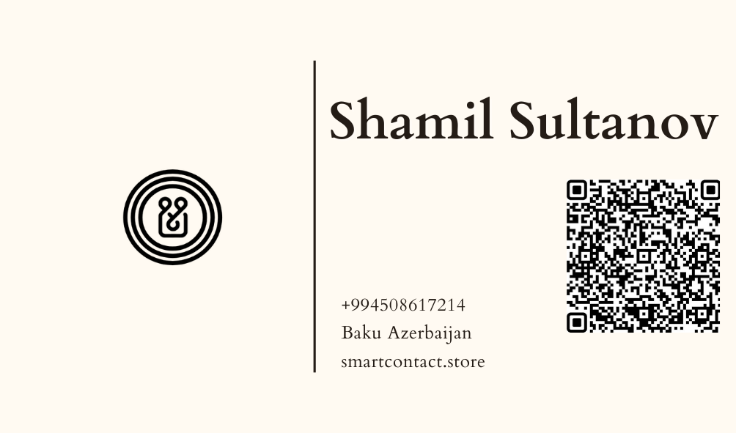 Shamil Sultanov
+994508617214
Baku Azerbaijan
smartcontact.store